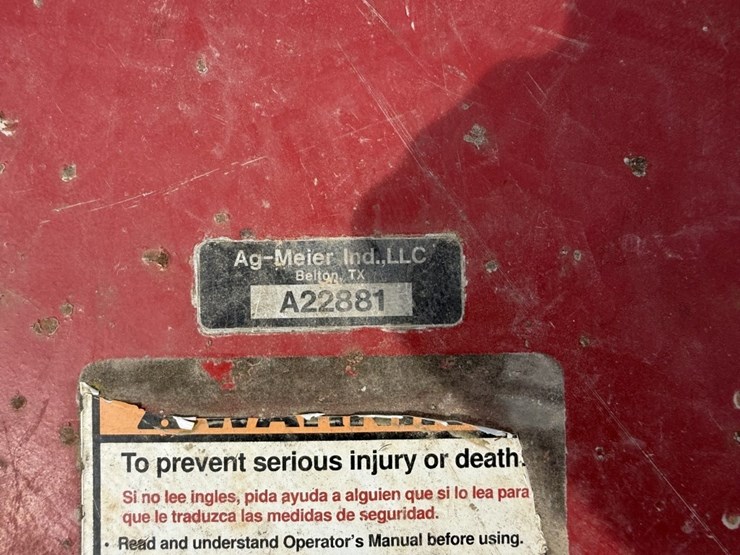 Ag-Meier Ind.,LLC
Belton, TX
A22881
To prevent serious injury or death:
Si no lee ingles, pida ayuda a alguien que si lo lea para
que le traduzca las medidas de seguridad.
• Read and understand Operator's Manual before using.